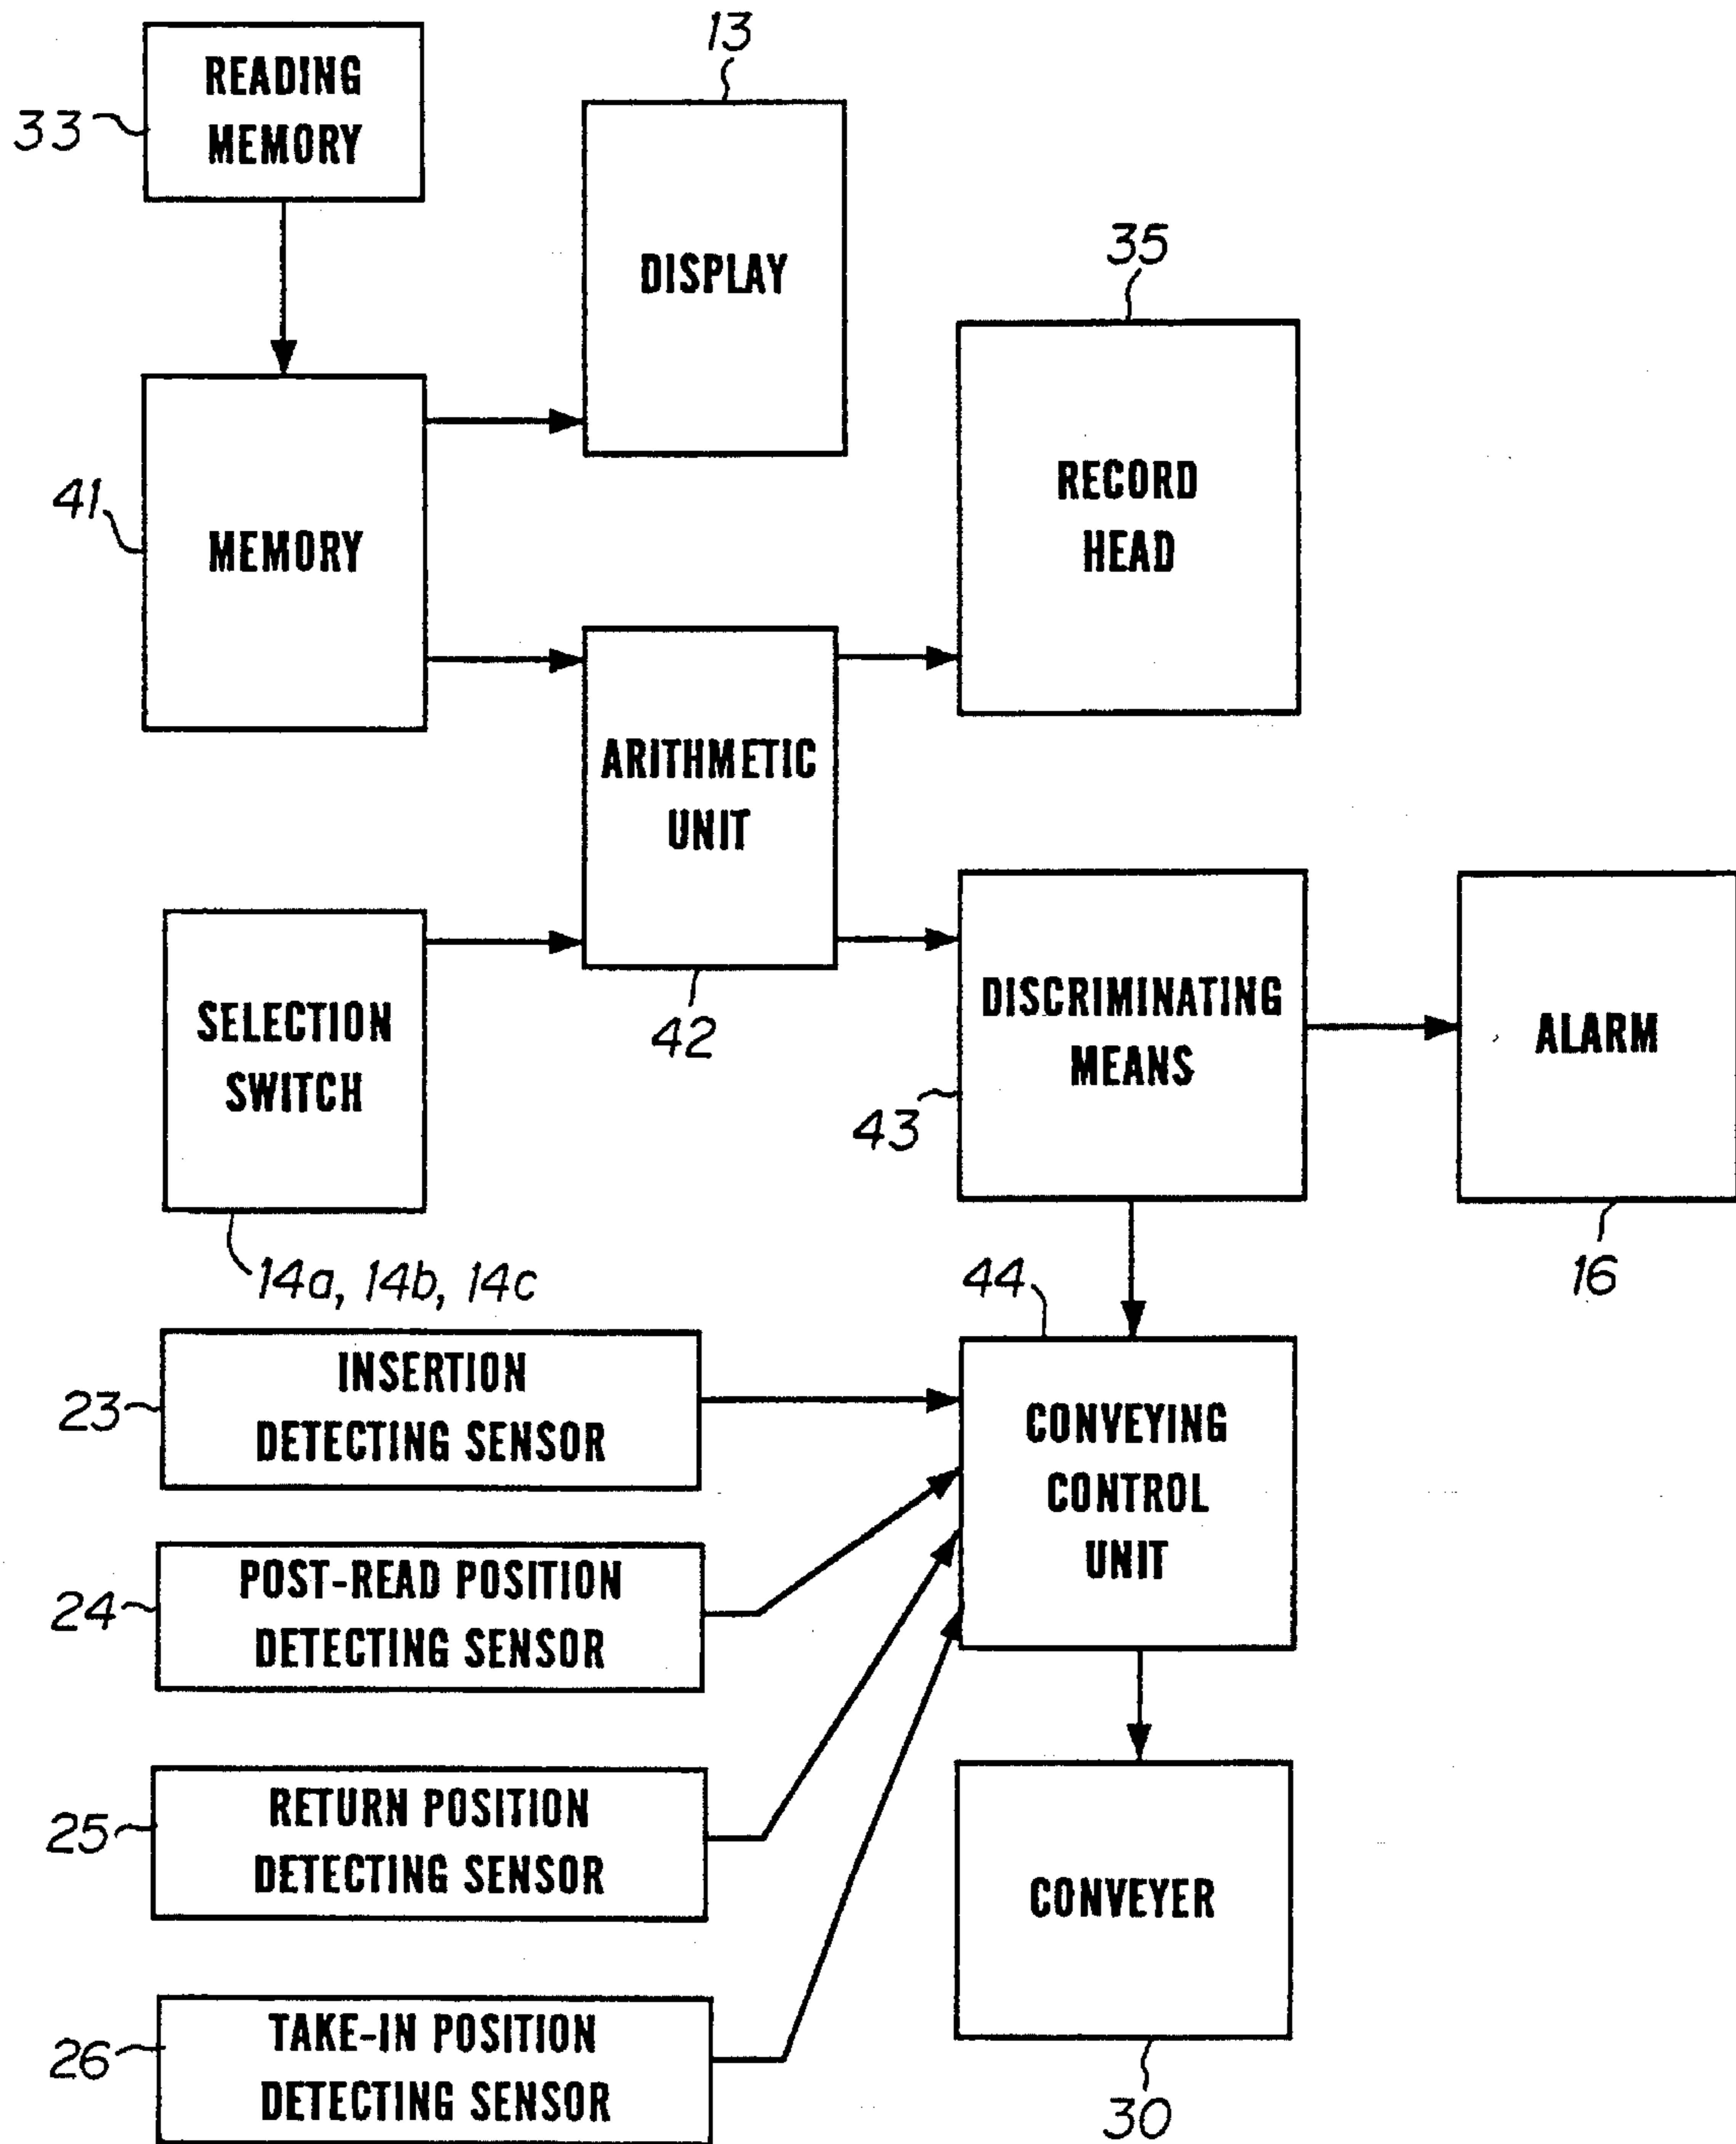 13
READING
MEMORY
33
DISPLAY
35
RECORD
HEAD
41
MEMORY
ARITHMETIC
UNIT
42
SELECTION
SWITCH
14a, 14b, 14c
DISCRIMINATING
MEANS
43
ALARM
16
44
INSERTION
DETECTING SENSOR
23
CONVEYING
CONTROL
UNIT
POST-READ POSITION
DETECTING SENSOR
24
RETURN POSITION
DETECTING SENSOR
25
CONVEYER
30
TAKE-IN POSITION
DETECTING SENSOR
26